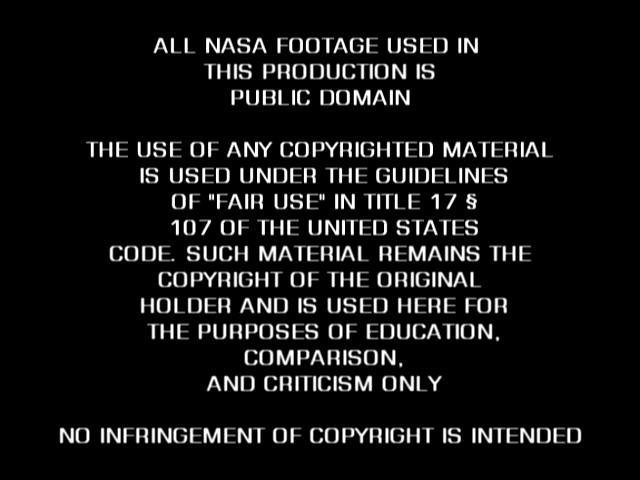 ALL NASA FOOTAGE USED IN
THIS PRODUCTION IS
PUBLIC DOMAIN
THE USE OF ANY COPYRIGHTED MATERIAL
IS USED UNDER THE GUIDELINES
OF "FAIR USE" IN TITLE 17 §
107 OF THE UNITED STATES
CODE. SUCH MATERIAL REMAINS THE
COPYRIGHT OF THE ORIGINAL
HOLDER AND IS USED HERE FOR
THE PURPOSES OF EDUCATION,
COMPARISON,
AND CRITICISM ONLY
NO INFRINGEMENT OF COPYRIGHT IS INTENDED